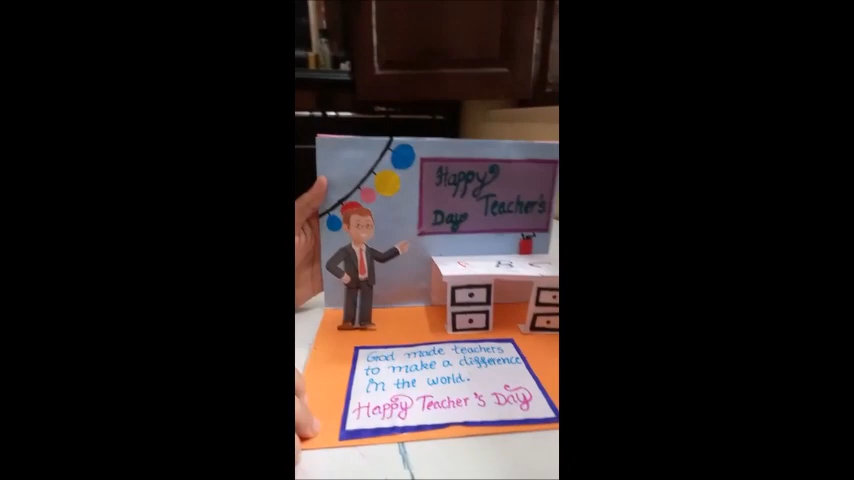 Happy
Teacher's
Day
A B C
God made teachers
to make a difference
in the world.
Happy Teacher's Day